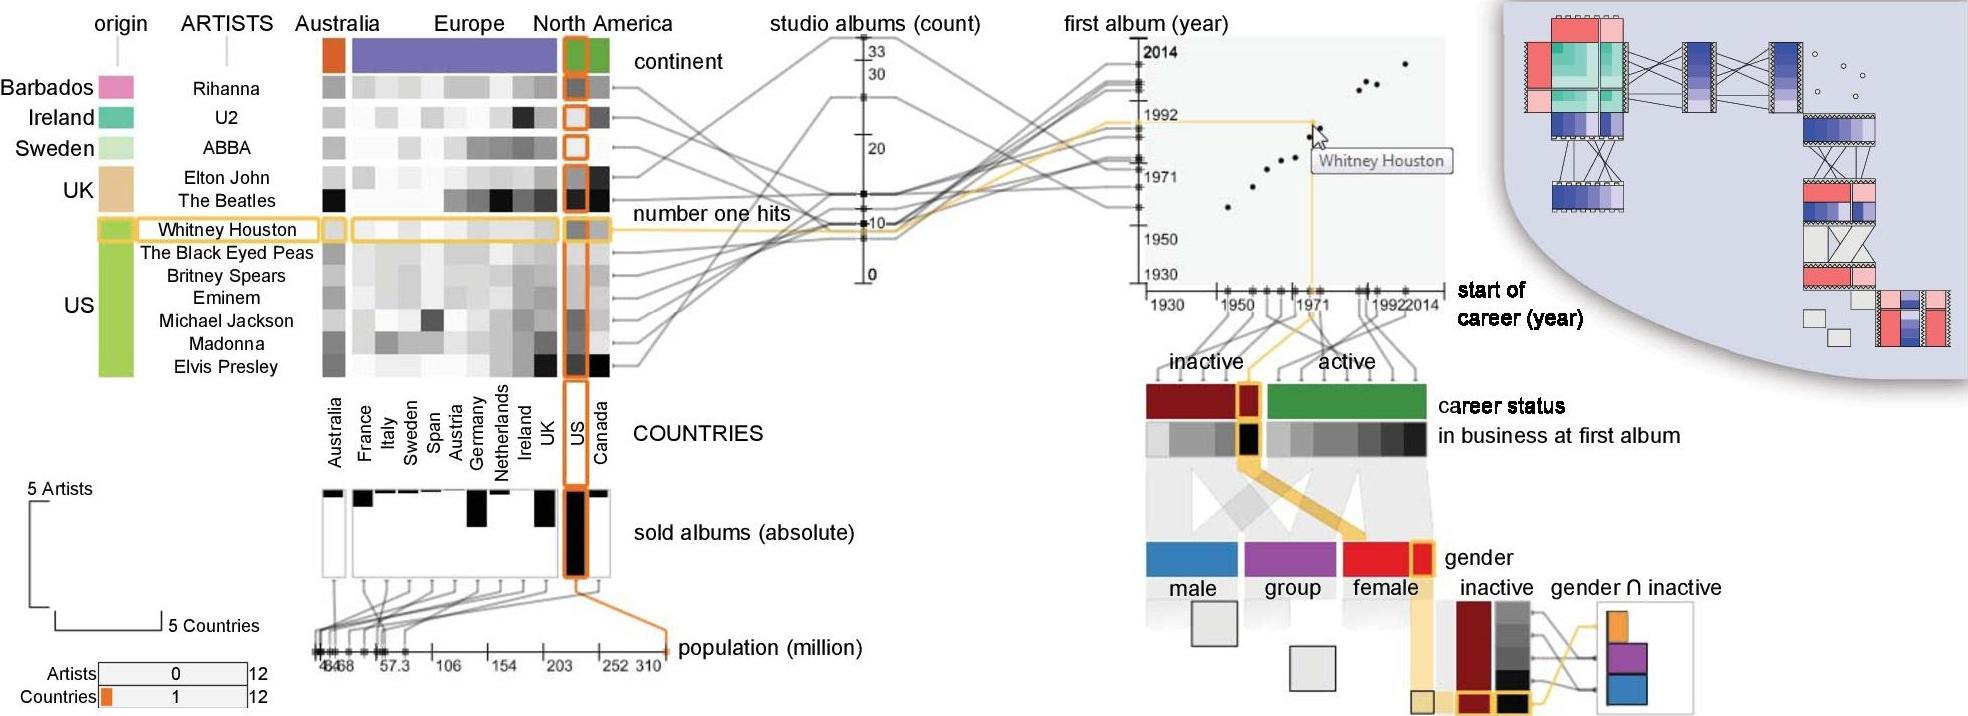 origin ARTISTS Australia Europe North America
studio albums (count)
first album (year)
continent
Barbados Rihanna
Ireland U2
Sweden ABBA
UK
Elton John
The Beatles
number one hits
US
Whitney Houston
The Black Eyed Peas
Britney Spears
Eminem
Michael Jackson
Madonna
Elvis Presley
Australia
France
Italy
Sweden
Span
Austria
Germany
Netherlands
Ireland
UK
US
Canada
COUNTRIES
sold albums (absolute)
57.3 106 154 203 252 310
population (million)
5 Artists
5 Countries
Artists 0 12
Countries 1 12
33
30
20
10
0
2014
1992
1971
1950
1930
Whitney Houston
1930 1950 1971 1992 2014
start of
career (year)
inactive active
career status
in business at first album
gender
male group female
inactive
gender ∩ inactive